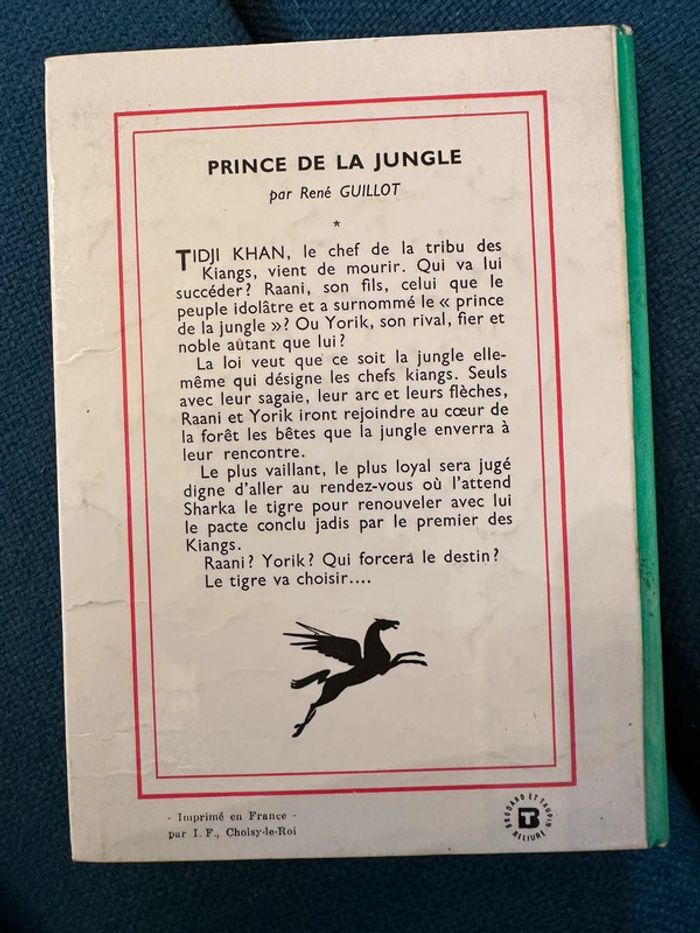 PRINCE DE LA JUNGLE
par René GUILLOT
*
TIDJI KHAN, le chef de la tribu des
Kiangs, vient de mourir. Qui va lui
succéder? Raani, son fils, celui que le
peuple idolâtre et a surnommé le « prince
de la jungle »? Ou Yorik, son rival, fier et
noble autant que lui?
La loi veut que ce soit la jungle elle-
même qui désigne les chefs kiangs. Seuls
avec leur sagaie, leur arc et leurs flèches,
Raani et Yorik iront rejoindre au cœur de
la forêt les bêtes que la jungle enverra à
leur rencontre.
Le plus vaillant, le plus loyal sera jugé
digne d'aller au rendez-vous où l'attend
Sharka le tigre pour renouveler avec lui
le pacte conclu jadis par le premier des
Kiangs.
Raani? Yorik? Qui forcera le destin?
Le tigre va choisir....
- Imprimé en France -
par I. F., Choisy-le-Roi
BRODARD ET TAUPIN
TB
RELIURE